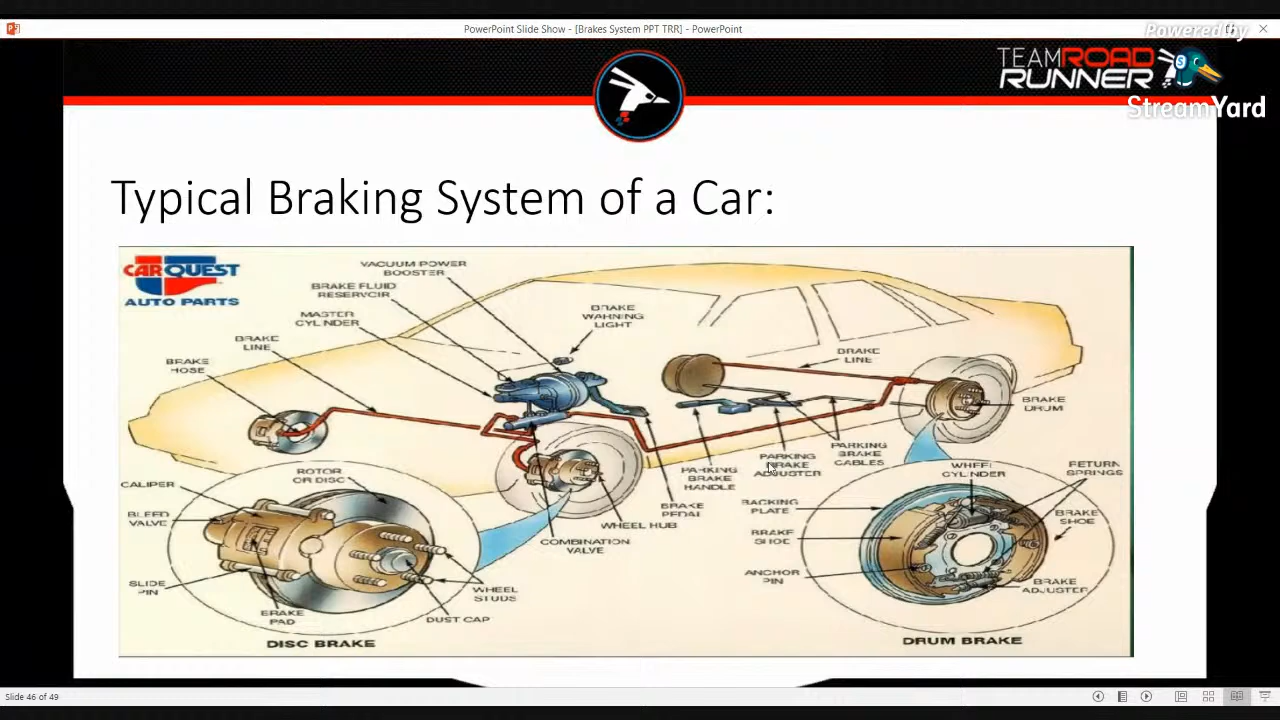 PowerPoint Slide Show - [Brakes System PPT TRR] - PowerPoint
Powered by
StreamYard
TEAMROAD
RUNNER
Typical Braking System of a Car:
CARQUEST
AUTO PARTS
VACUUM POWER
BOOSTER
BRAKE FLUID
RESERVOIR
MASTER
CYLINDER
BRAKE
LINE
BRAKE
HOSE
BRAKE
WARNING
LIGHT
BRAKE
LINE
BRAKE
DRUM
PARKING
BRAKE
CABLES
PARKING
BRAKE
ADJUSTER
PARKING
BRAKE
HANDLE
BRAKE
PEDAL
WHEEL HUB
COMBINATION
VALVE
ROTOR
OR DISC
CALIPER
BLEED
VALVE
SLIDE
PIN
BRAKE
PAD
WHEEL
STUDS
DUST CAP
DISC BRAKE
WHEEL
CYLINDER
RETURN
SPRINGS
BACKING
PLATE
BRAKE
SHOE
BRAKE
SHOE
ANCHOR
PIN
BRAKE
ADJUSTER
DRUM BRAKE
Slide 46 of 49